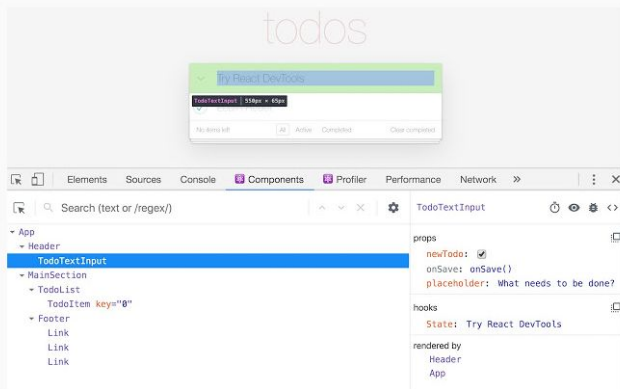 todos
Try React DevTools
TodoTextInput | 550px × 65px
No items left
All Active Completed
Clear completed
Elements Sources Console Components Profiler Performance Network »
Search (text or /regex/)
App
Header
TodoTextInput
MainSection
TodoList
TodoItem key="0"
Footer
Link
Link
Link
TodoTextInput
props
newTodo:
onSave: onSave()
placeholder: What needs to be done?
hooks
State: Try React DevTools
rendered by
Header
App